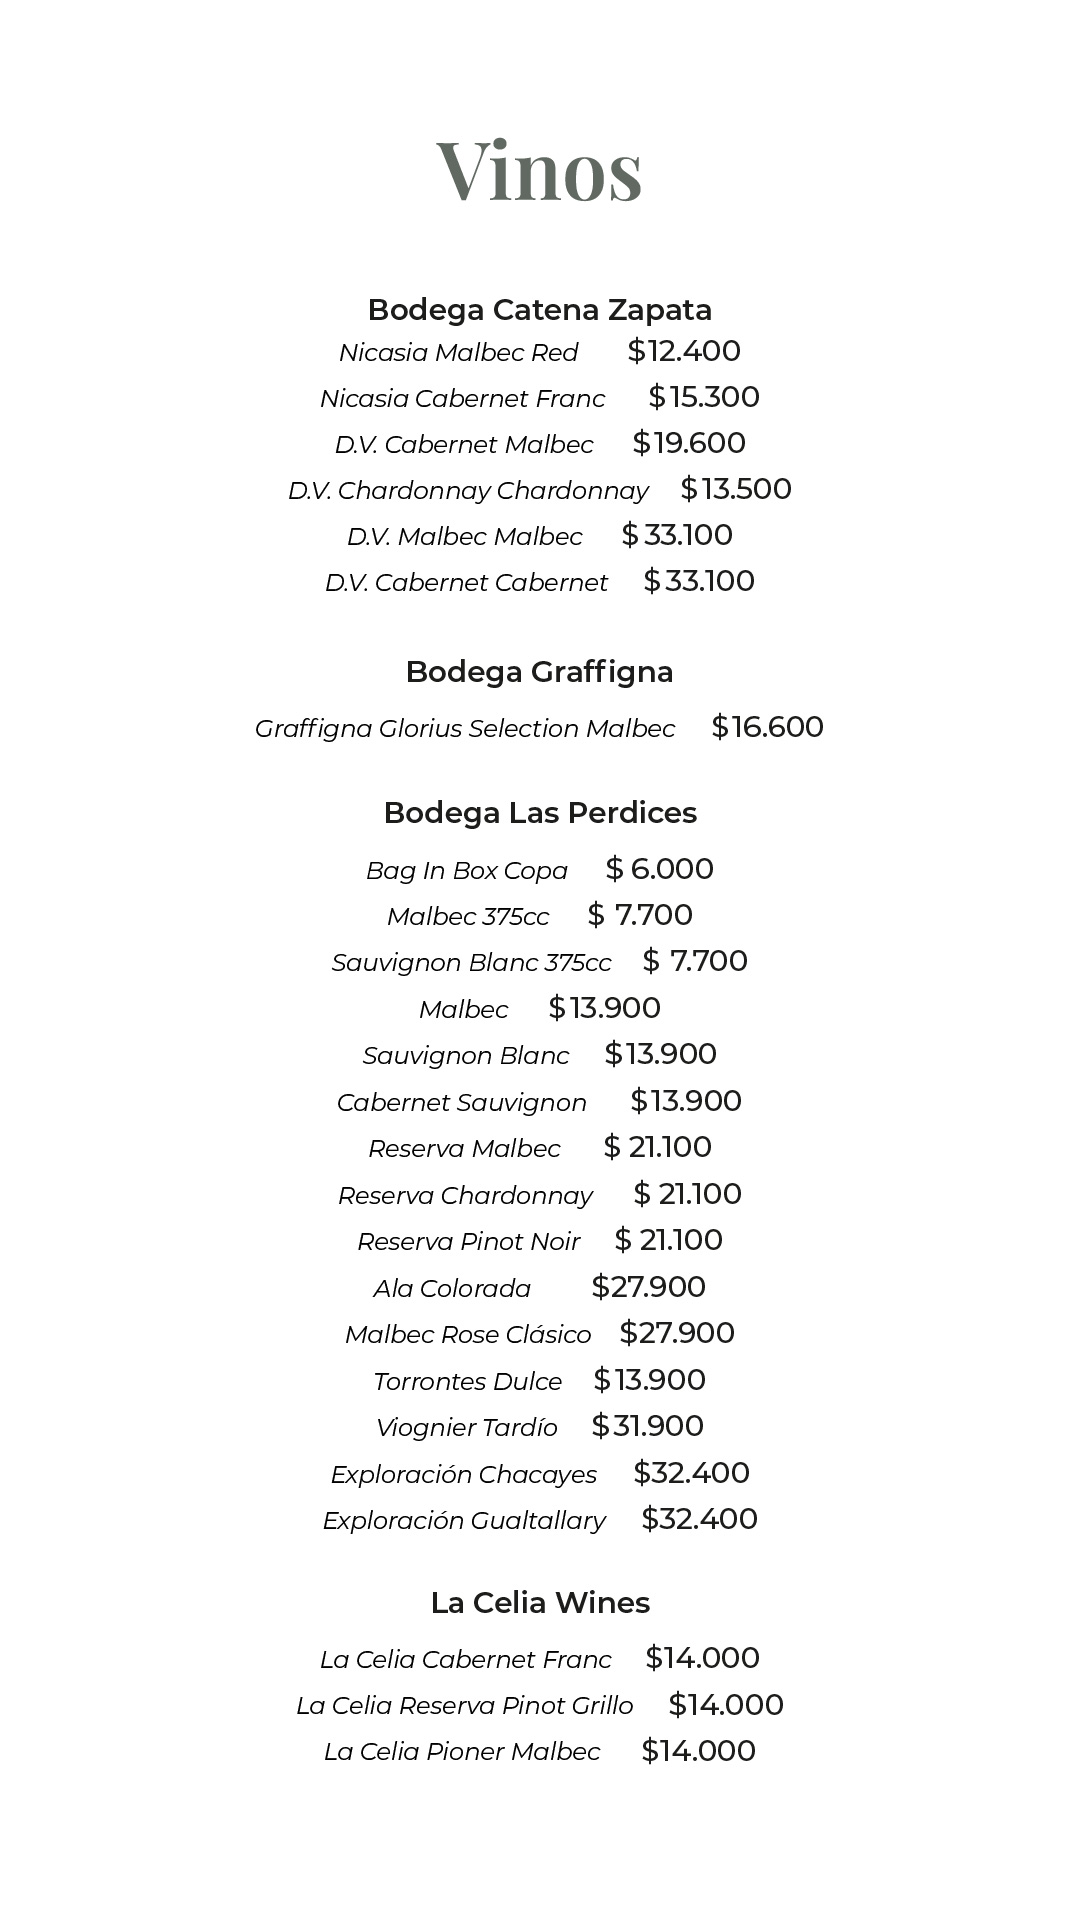 Vinos
Bodega Catena Zapata
Nicasia Malbec Red $12.400
Nicasia Cabernet Franc $15.300
D.V. Cabernet Malbec $19.600
D.V. Chardonnay Chardonnay $13.500
D.V. Malbec Malbec $33.100
D.V. Cabernet Cabernet $33.100
Bodega Graffigna
Graffigna Glorius Selection Malbec $16.600
Bodega Las Perdices
Bag In Box Copa $ 6.000
Malbec 375cc $ 7.700
Sauvignon Blanc 375cc $ 7.700
Malbec $13.900
Sauvignon Blanc $13.900
Cabernet Sauvignon $13.900
Reserva Malbec $ 21.100
Reserva Chardonnay $ 21.100
Reserva Pinot Noir $ 21.100
Ala Colorada $27.900
Malbec Rose Clásico $27.900
Torrontes Dulce $13.900
Viognier Tardío $31.900
Exploración Chacayes $32.400
Exploración Gualtallary $32.400
La Celia Wines
La Celia Cabernet Franc $14.000
La Celia Reserva Pinot Grillo $14.000
La Celia Pioner Malbec $14.000